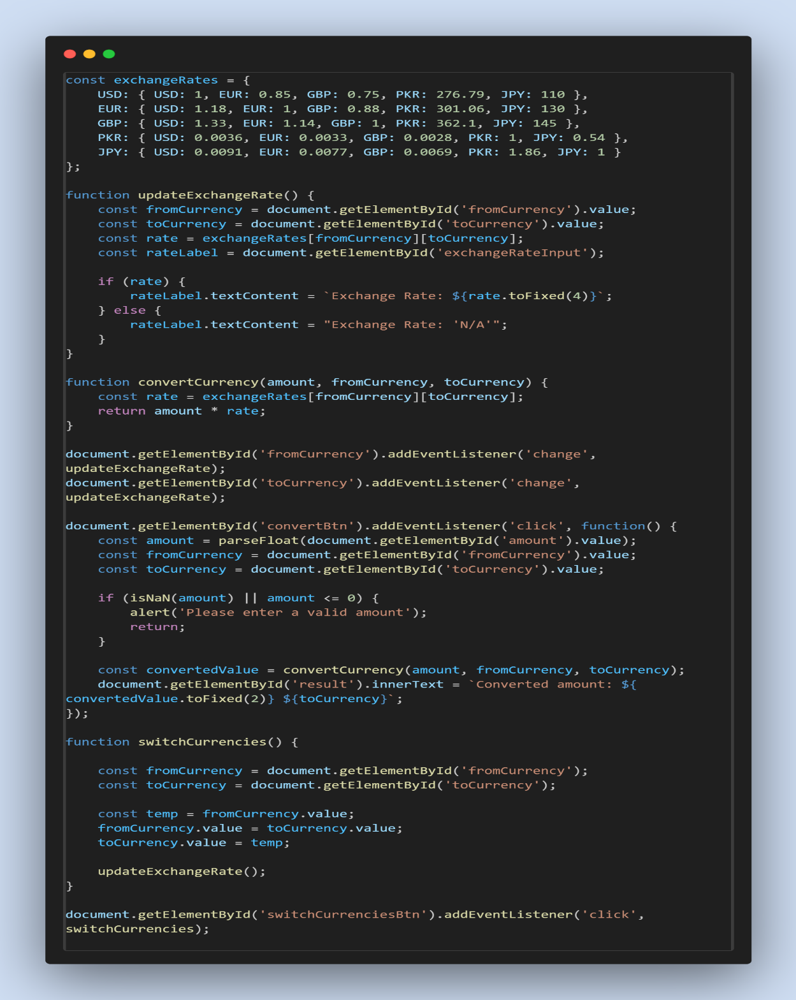 const exchangeRates = {
    USD: { USD: 1, EUR: 0.85, GBP: 0.75, PKR: 276.79, JPY: 110 },
    EUR: { USD: 1.18, EUR: 1, GBP: 0.88, PKR: 301.06, JPY: 130 },
    GBP: { USD: 1.33, EUR: 1.14, GBP: 1, PKR: 362.1, JPY: 145 },
    PKR: { USD: 0.0036, EUR: 0.0033, GBP: 0.0028, PKR: 1, JPY: 0.54 },
    JPY: { USD: 0.0091, EUR: 0.0077, GBP: 0.0069, PKR: 1.86, JPY: 1 }
};

function updateExchangeRate() {
    const fromCurrency = document.getElementById('fromCurrency').value;
    const toCurrency = document.getElementById('toCurrency').value;
    const rate = exchangeRates[fromCurrency][toCurrency];
    const rateLabel = document.getElementById('exchangeRateInput');

    if (rate) {
        rateLabel.textContent = `Exchange Rate: ${rate.toFixed(4)}`;
    } else {
        rateLabel.textContent = "Exchange Rate: 'N/A'";
    }
}

function convertCurrency(amount, fromCurrency, toCurrency) {
    const rate = exchangeRates[fromCurrency][toCurrency];
    return amount * rate;
}

document.getElementById('fromCurrency').addEventListener('change',
updateExchangeRate);
document.getElementById('toCurrency').addEventListener('change',
updateExchangeRate);

document.getElementById('convertBtn').addEventListener('click', function() {
    const amount = parseFloat(document.getElementById('amount').value);
    const fromCurrency = document.getElementById('fromCurrency').value;
    const toCurrency = document.getElementById('toCurrency').value;

    if (isNaN(amount) || amount <= 0) {
        alert('Please enter a valid amount');
        return;
    }

    const convertedValue = convertCurrency(amount, fromCurrency, toCurrency);
    document.getElementById('result').innerText = `Converted amount: ${
convertedValue.toFixed(2)} ${toCurrency}`;
});

function switchCurrencies() {

    const fromCurrency = document.getElementById('fromCurrency');
    const toCurrency = document.getElementById('toCurrency');

    const temp = fromCurrency.value;
    fromCurrency.value = toCurrency.value;
    toCurrency.value = temp;

    updateExchangeRate();
}

document.getElementById('switchCurrenciesBtn').addEventListener('click',
switchCurrencies);